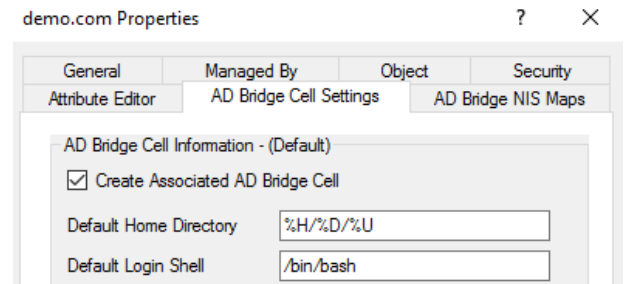 demo.com Properties ? ×
General Managed By Object Security
Attribute Editor AD Bridge Cell Settings AD Bridge NIS Maps
AD Bridge Cell Information - (Default)
Create Associated AD Bridge Cell
Default Home Directory %H/%D/%U
Default Login Shell /bin/bash